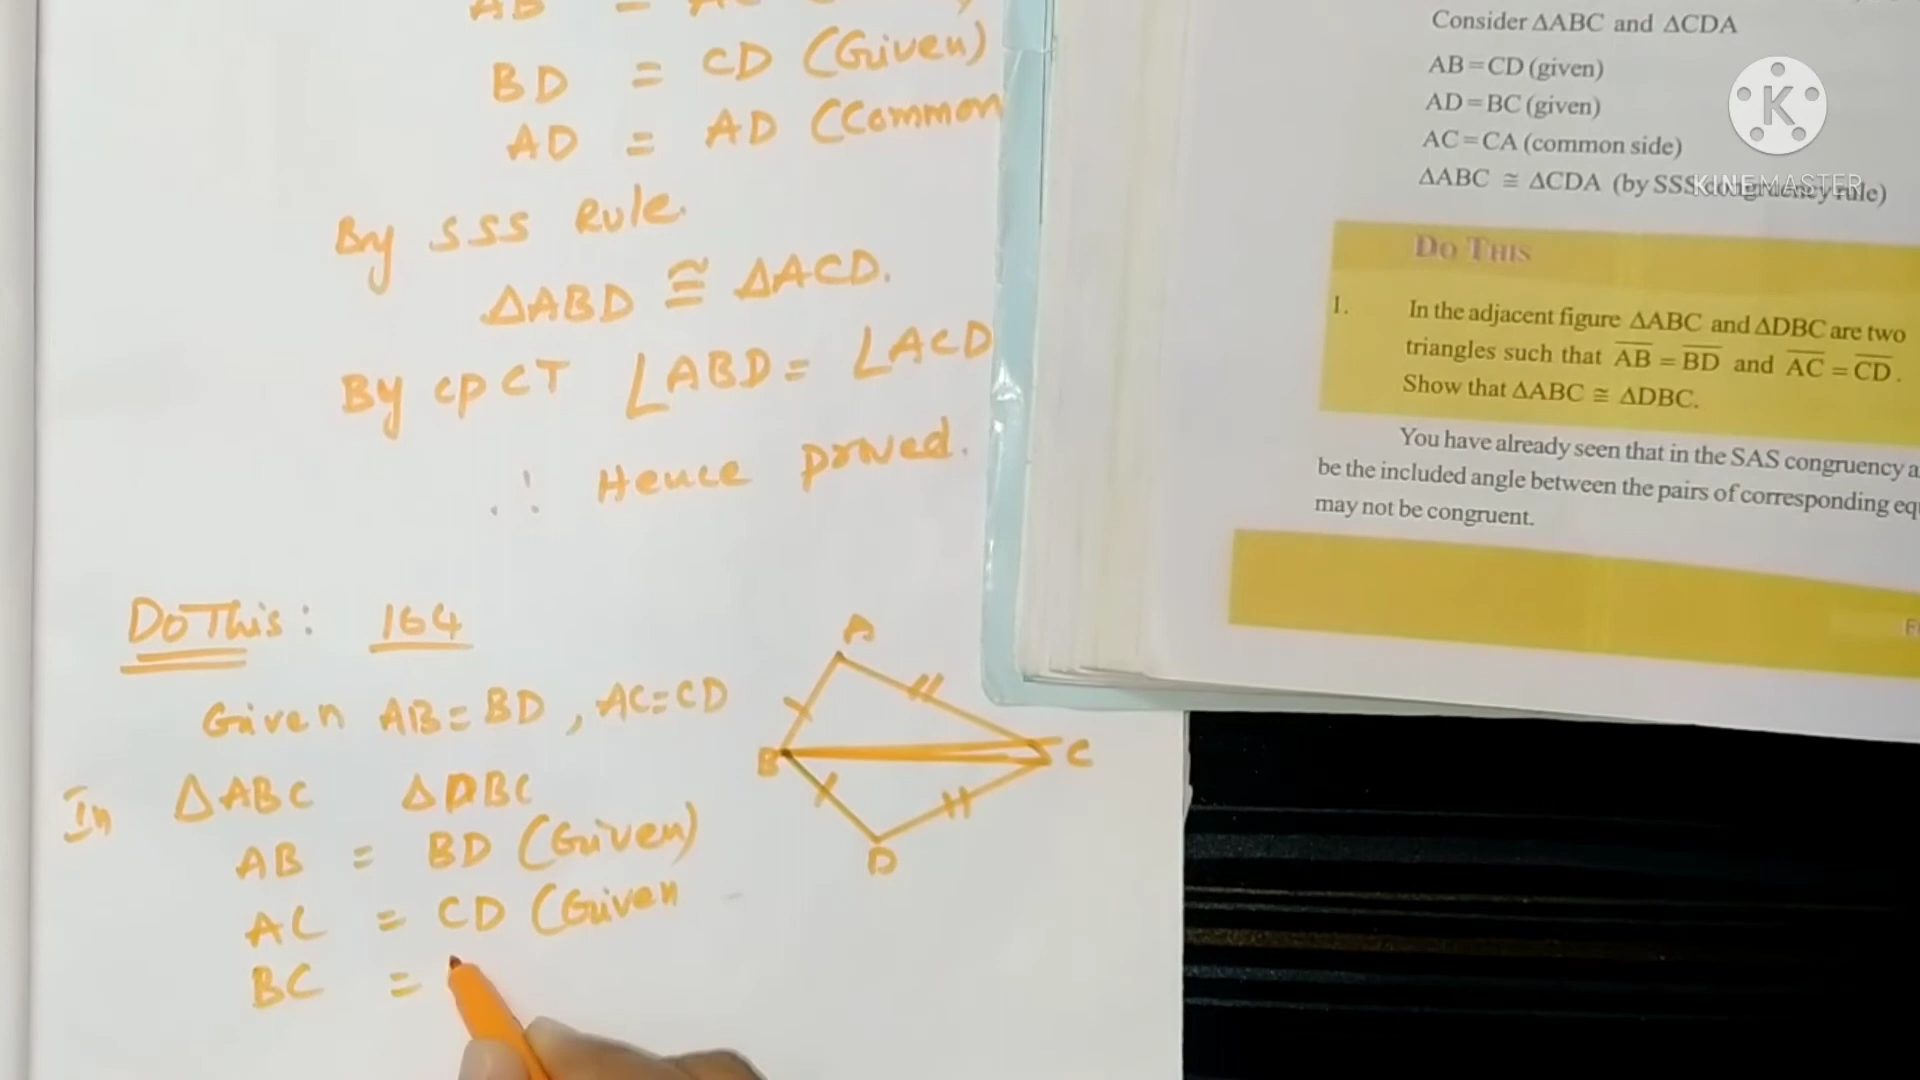 BD = CD (Given)
AD = AD (Common
By SSS Rule.
ΔABD ≅ ΔACD.
By CPCT ∠ABD = ∠ACD
∴ Hence proved.
Do This: 164
Given AB=BD, AC=CD
In ΔABC ΔDBC
AB = BD (Given)
AC = CD (Given
BC =
A
B
C
D
Consider ΔABC and ΔCDA
AB=CD (given)
AD=BC (given)
AC=CA (common side)
ΔABC ≅ ΔCDA (by SSS congruency rule)
K
KINEMASTER
DO THIS
1. In the adjacent figure ΔABC and ΔDBC are two
triangles such that A̅B̅ = B̅D̅ and A̅C̅ = C̅D̅.
Show that ΔABC ≅ ΔDBC.
You have already seen that in the SAS congruency a
be the included angle between the pairs of corresponding eq
may not be congruent.